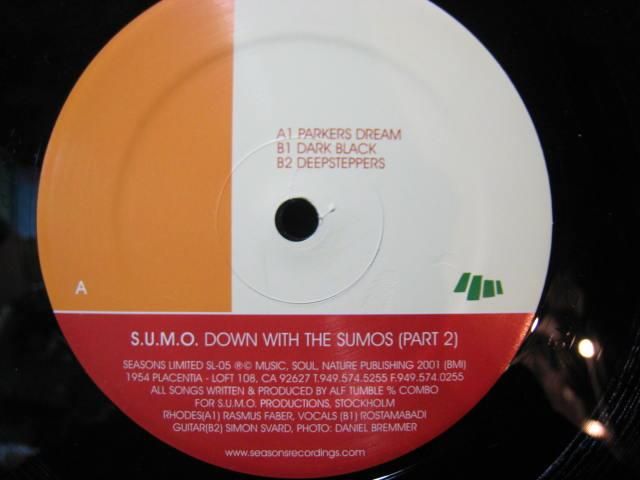 A1 PARKERS DREAM
B1 DARK BLACK
B2 DEEPSTEPPERS
A
S.U.M.O. DOWN WITH THE SUMOS (PART 2)
SEASONS LIMITED SL-05 ℗© MUSIC, SOUL, NATURE PUBLISHING 2001 (BMI)
1954 PLACENTIA - LOFT 108, CA 92627 T.949.574.5255 F.949.574.0255
ALL SONGS WRITTEN & PRODUCED BY ALF TUMBLE % COMBO
FOR S.U.M.O. PRODUCTIONS, STOCKHOLM
RHODES(A1) RASMUS FABER, VOCALS (B1) ROSTAMABADI
GUITAR(B2) SIMON SVARD, PHOTO: DANIEL BREMMER
www.seasonsrecordings.com